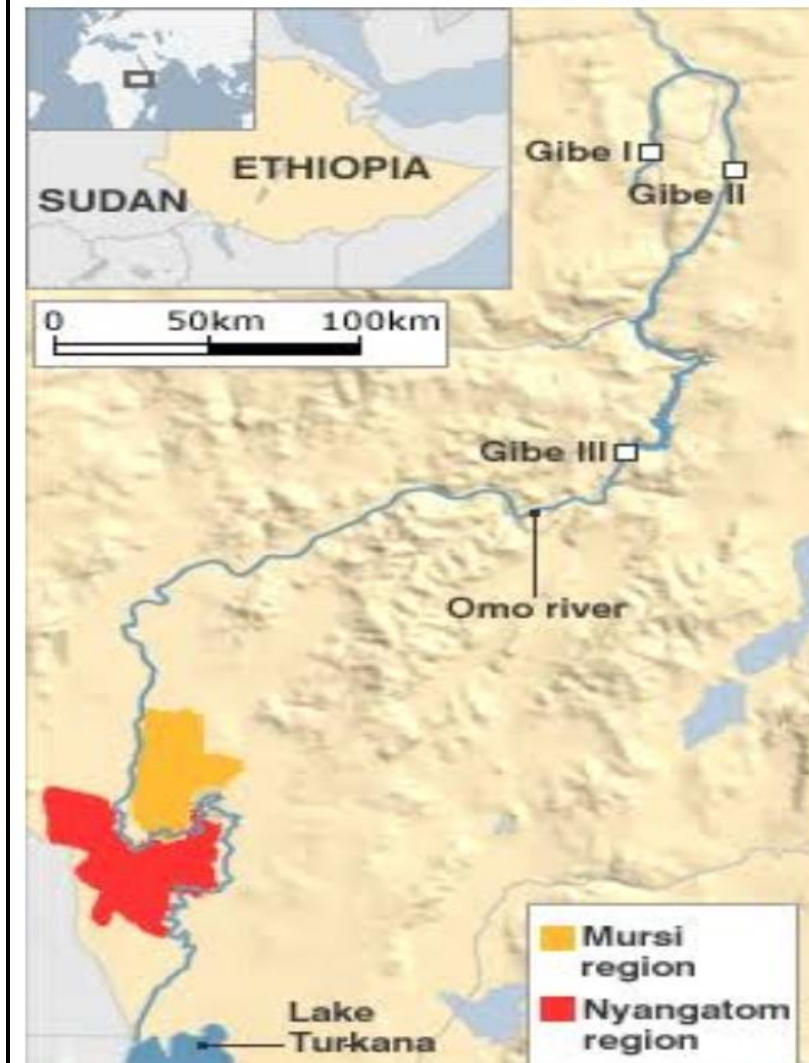 ETHIOPIA
SUDAN
Gibe I
Gibe II
0 50km 100km
Gibe III
Omo river
Mursi
region
Nyangatom
region
Lake
Turkana